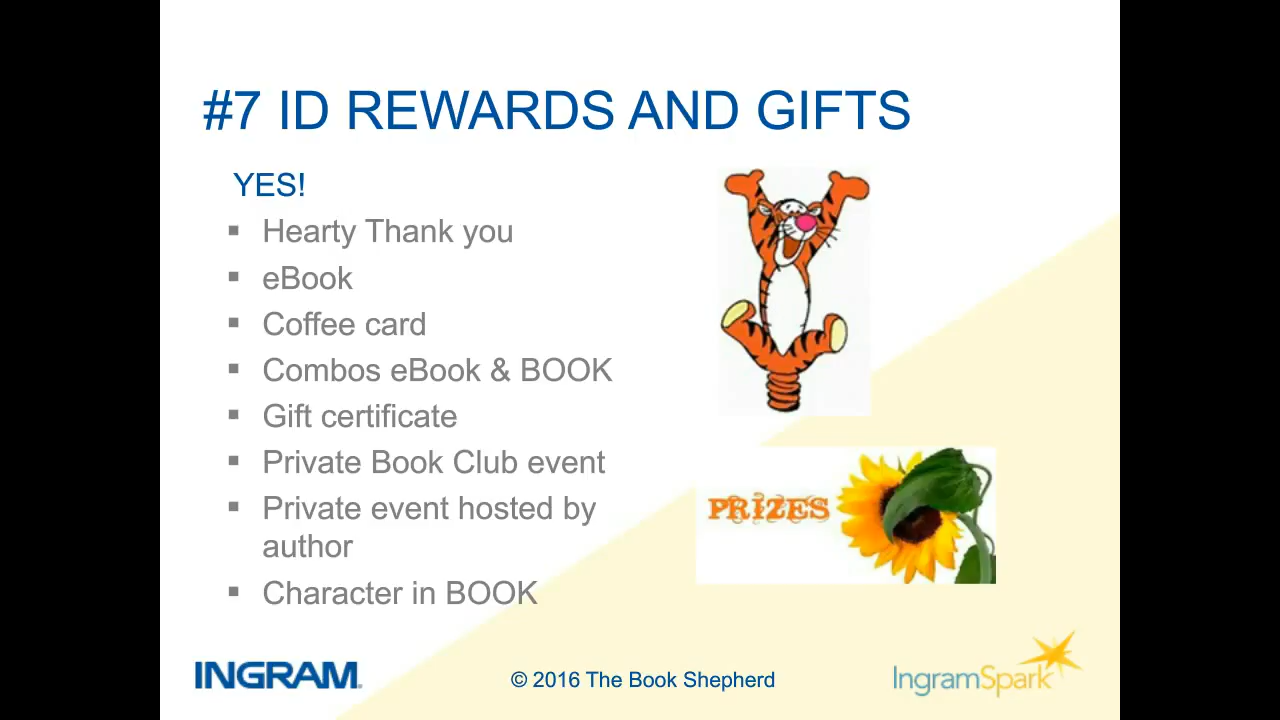 #7 ID REWARDS AND GIFTS
YES!
▪ Hearty Thank you
▪ eBook
▪ Coffee card
▪ Combos eBook & BOOK
▪ Gift certificate
▪ Private Book Club event
▪ Private event hosted by
author
▪ Character in BOOK
PRIZES
INGRAM
© 2016 The Book Shepherd
IngramSpark